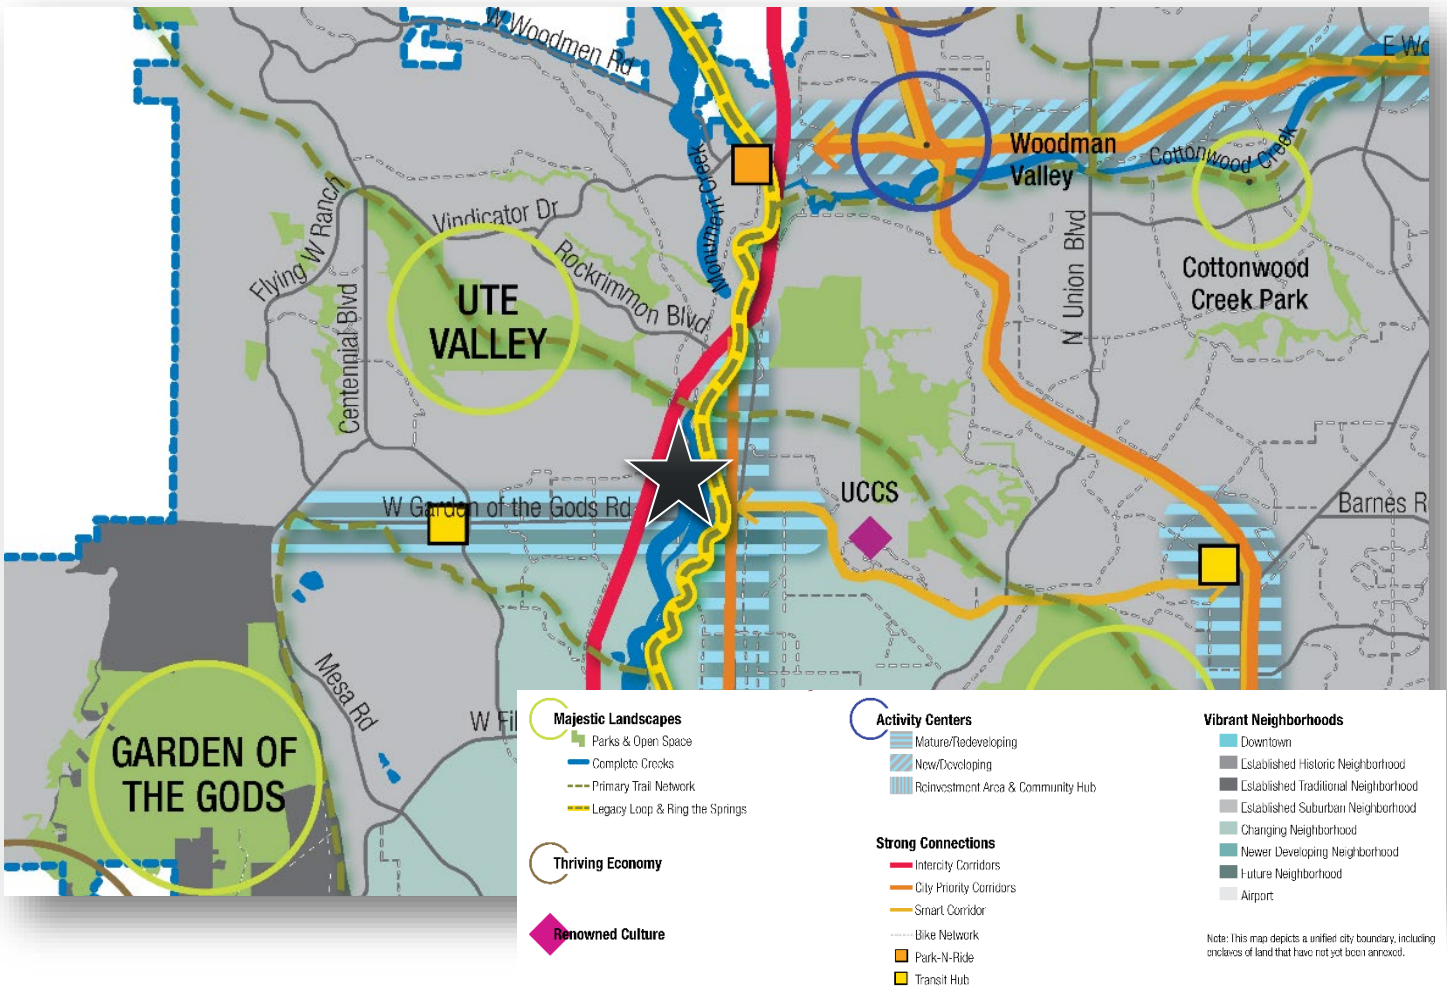 W Woodmen Rd
E Wo
Woodman
Valley
Cottonwood Creek
Monument Creek
Flying W Ranch
Vindicator Dr
Rockrimmon Blvd
N Union Blvd
Cottonwood
Creek Park
UTE
VALLEY
Centennial Blvd
UCCS
W Garden of the Gods Rd
Barnes R
Mesa Rd
W Fil
GARDEN OF
THE GODS
Majestic Landscapes
Parks & Open Space
Complete Creeks
Primary Trail Network
Legacy Loop & Ring the Springs
Thriving Economy
Renowned Culture
Activity Centers
Mature/Redeveloping
New/Developing
Reinvestment Area & Community Hub
Strong Connections
Intercity Corridors
City Priority Corridors
Smart Corridor
Bike Network
Park-N-Ride
Transit Hub
Vibrant Neighborhoods
Downtown
Established Historic Neighborhood
Established Traditional Neighborhood
Established Suburban Neighborhood
Changing Neighborhood
Newer Developing Neighborhood
Future Neighborhood
Airport
Note: This map depicts a unified city boundary, including
enclaves of land that have not yet been annexed.